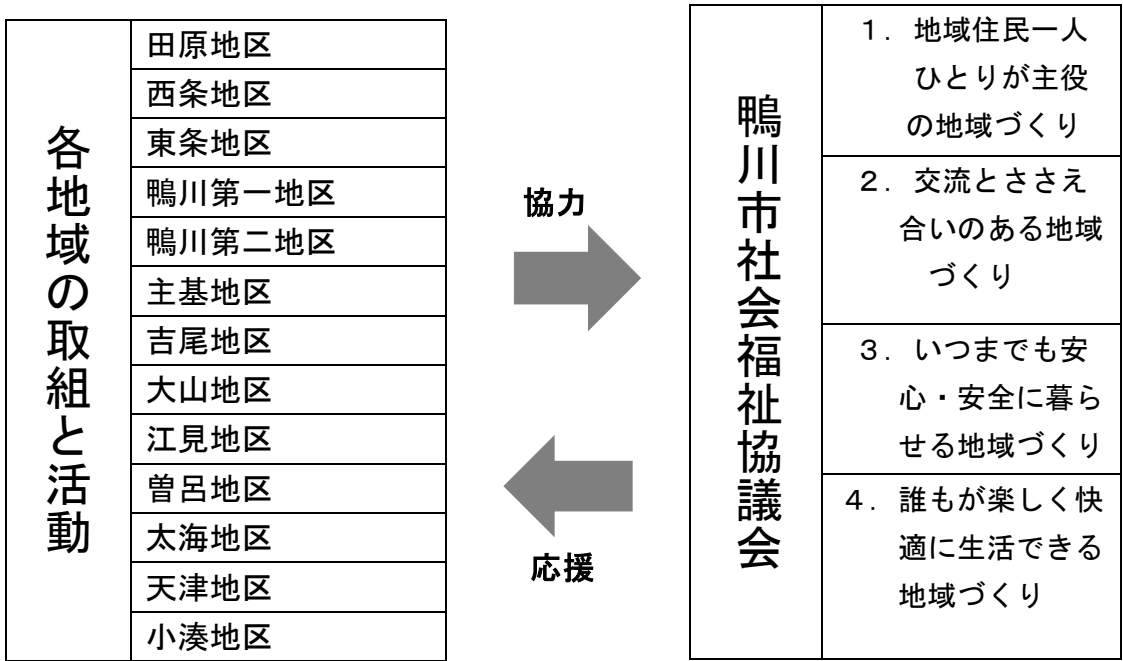 各地域の取組と活動
田原地区
西条地区
東条地区
鴨川第一地区
鴨川第二地区
主基地区
吉尾地区
大山地区
江見地区
曽呂地区
太海地区
天津地区
小湊地区
協力
応援
鴨川市社会福祉協議会
1. 地域住民一人
ひとりが主役
の地域づくり
2. 交流とささえ
合いのある地域
づくり
3. いつまでも安
心・安全に暮ら
せる地域づくり
4. 誰もが楽しく快
適に生活できる
地域づくり